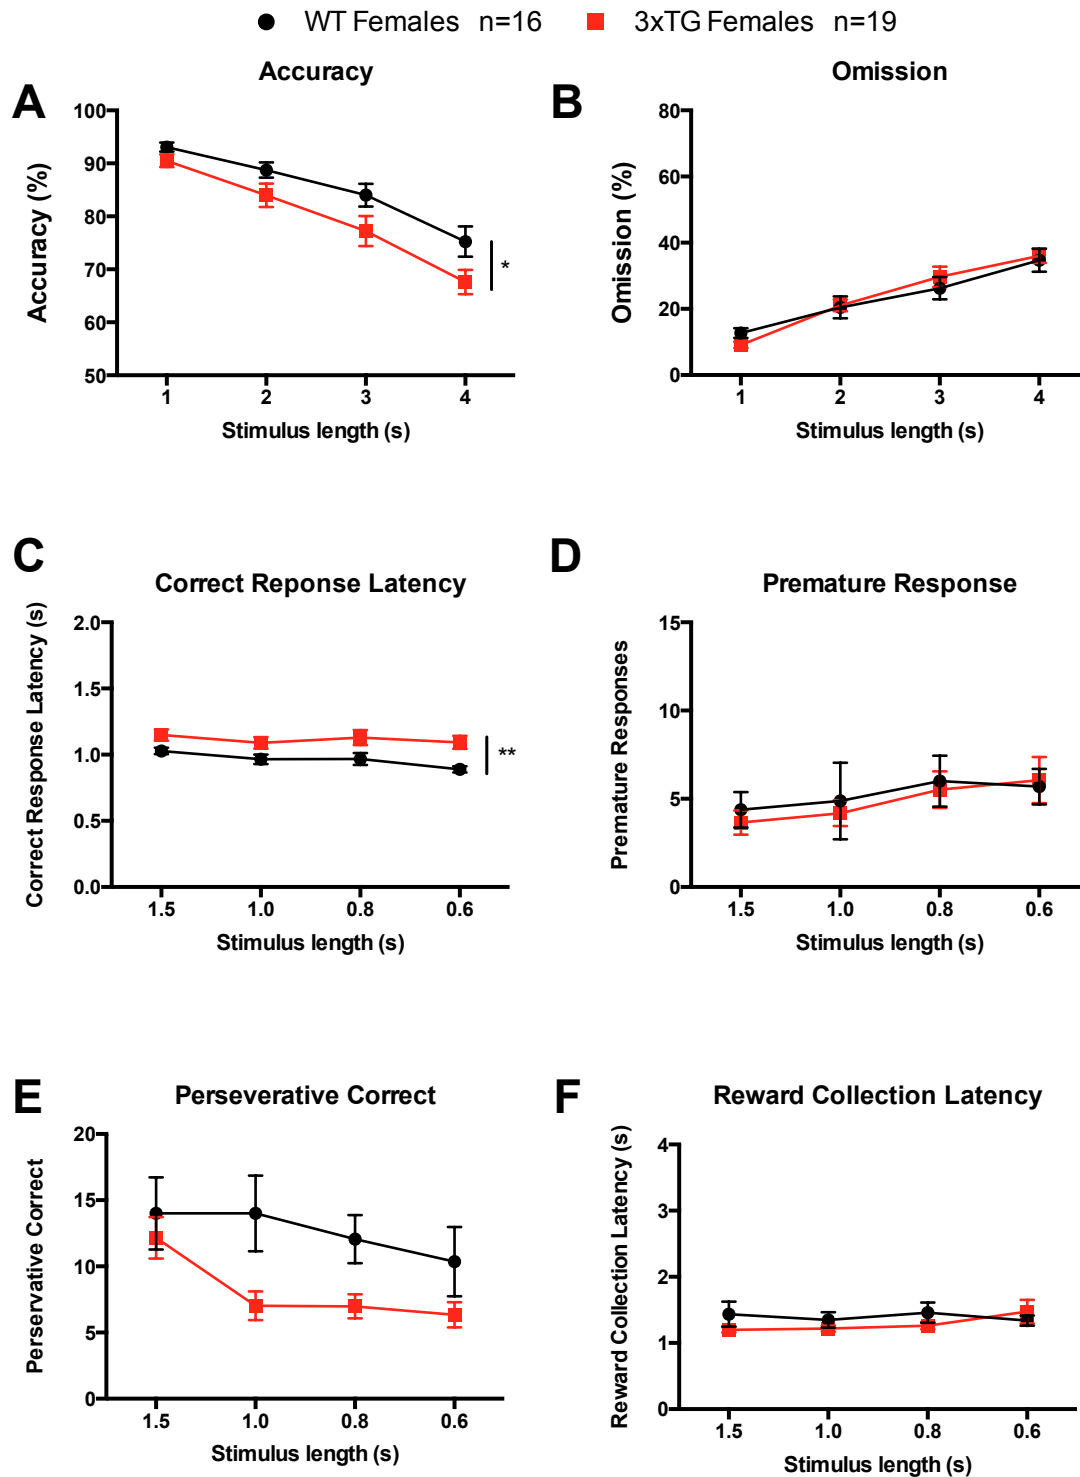 WT Females n=16 3xTG Females n=19
A
Accuracy
Accuracy (%)
100
90
80
70
60
50
*
1 2 3 4
Stimulus length (s)
B
Omission
Omission (%)
80
60
40
20
0
1 2 3 4
Stimulus length (s)
C
Correct Reponse Latency
Correct Response Latency (s)
2.0
1.5
1.0
0.5
0.0
**
1.5 1.0 0.8 0.6
Stimulus length (s)
D
Premature Response
Premature Responses
15
10
5
0
1.5 1.0 0.8 0.6
Stimulus length (s)
E
Perseverative Correct
Perservative Correct
20
15
10
5
0
1.5 1.0 0.8 0.6
Stimulus length (s)
F
Reward Collection Latency
Reward Collection Latency (s)
4
3
2
1
0
1.5 1.0 0.8 0.6
Stimulus length (s)